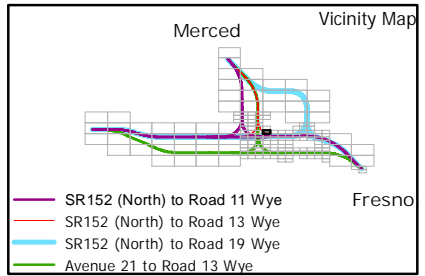 Vicinity Map
Merced
Fresno
SR152 (North) to Road 11 Wye
SR152 (North) to Road 13 Wye
SR152 (North) to Road 19 Wye
Avenue 21 to Road 13 Wye